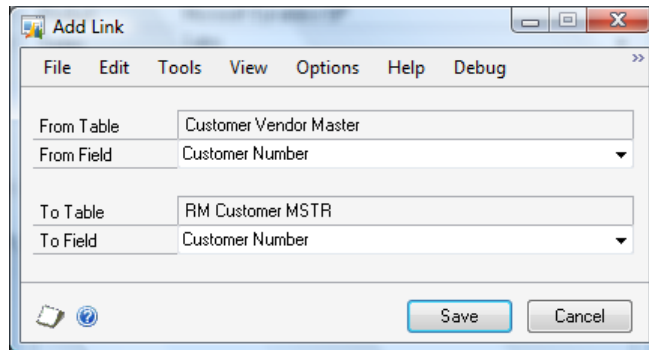 Add Link
File Edit Tools View Options Help Debug
From Table Customer Vendor Master
From Field Customer Number
To Table RM Customer MSTR
To Field Customer Number
Save Cancel